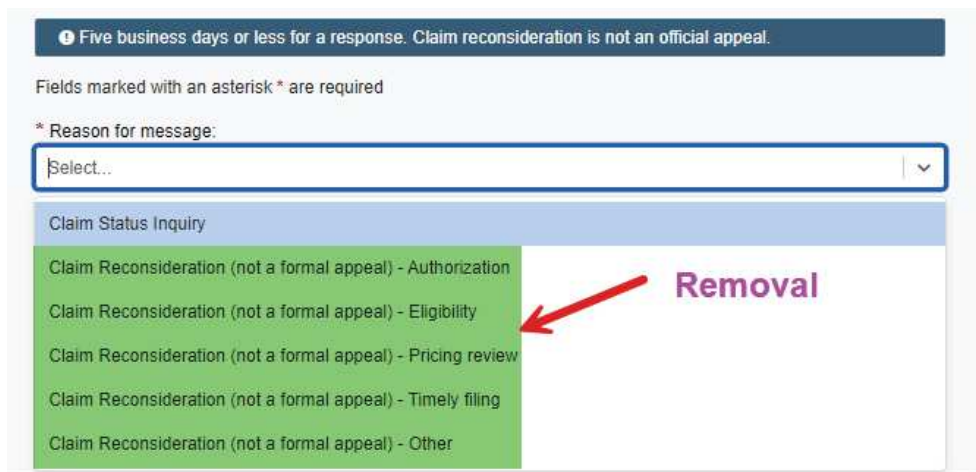 Five business days or less for a response. Claim reconsideration is not an official appeal.
Fields marked with an asterisk * are required
* Reason for message:
Select...
Claim Status Inquiry
Claim Reconsideration (not a formal appeal) - Authorization
Claim Reconsideration (not a formal appeal) - Eligibility
Removal
Claim Reconsideration (not a formal appeal) - Pricing review
Claim Reconsideration (not a formal appeal) - Timely filing
Claim Reconsideration (not a formal appeal) - Other